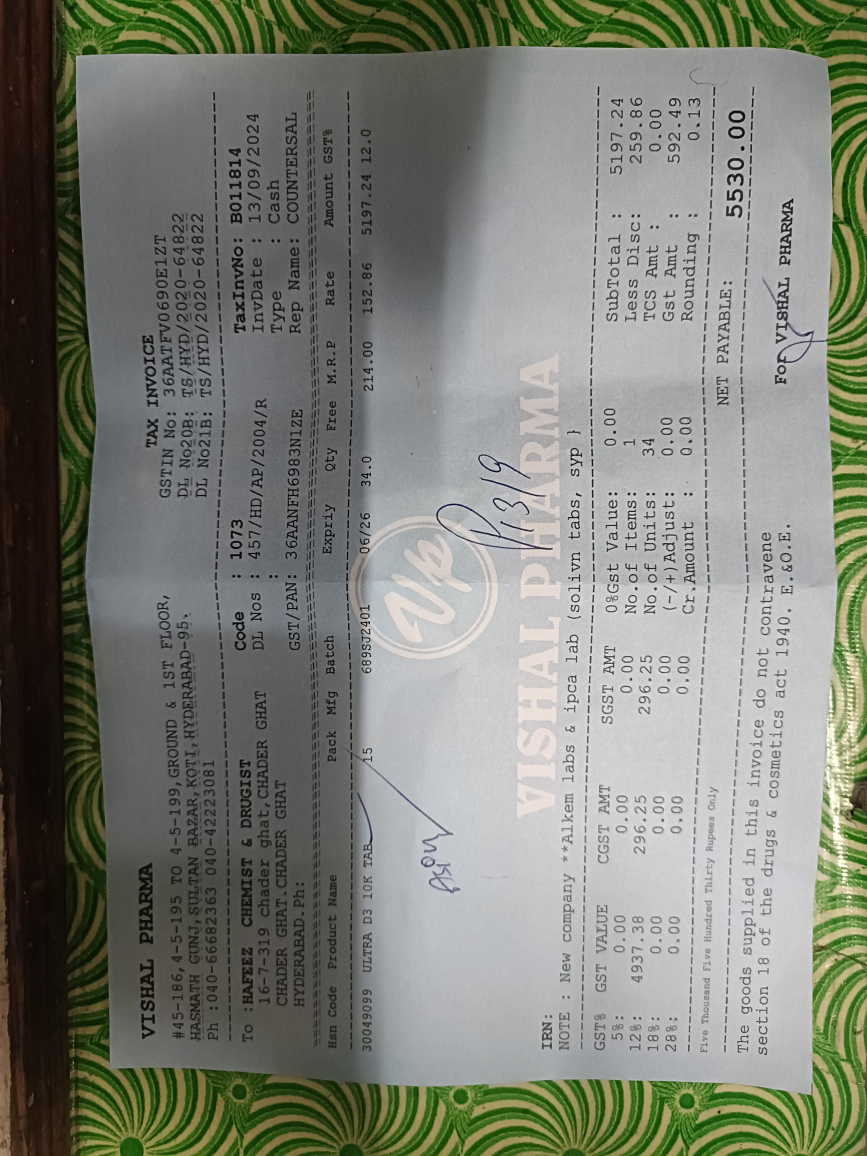 VISHAL PHARMA
#45-186,4-5-195 TO 4-5-199,GROUND & 1ST FLOOR,
HASMATH GUNJ,SULTAN BAZAR,KOTI,HYDERABAD-95.
Ph :040-66682363 040-42223081
TAX INVOICE
GSTIN No: 36AATFV0690E1ZT
DL No20B: TS/HYD/2020-64822
DL No21B: TS/HYD/2020-64822
To :HAFEEZ CHEMIST & DRUGIST
16-7-319 chader ghat,CHADER GHAT
CHADER GHAT.CHADER GHAT
HYDERABAD.Ph:
Code : 1073
DL Nos : 457/HD/AP/2004/R
:
GST/PAN: 36AANFH6983N1ZE
TaxInvNo: B011814
InvDate : 13/09/2024
Type : Cash
Rep Name: COUNTERSAL
Hsn Code Product Name Pack Mfg Batch Expriy Qty Free M.R.P Rate Amount GST%
30049099 ULTRA D3 10K TAB 15 689SJ2401 06/26 34.0 214.00 152.86 5197.24 12.0
Vp
VISHAL PHARMA
P1319
IRN:
NOTE : New company **Alkem labs & ipca lab (solivn tabs, syp }
GST% GST VALUE CGST AMT SGST AMT 0%Gst Value: 0.00 SubTotal : 5197.24
5%: 0.00 0.00 0.00 No.of Items: 1 Less Disc: 259.86
12%: 4937.38 296.25 296.25 No.of Units: 34 TCS Amt : 0.00
18%: 0.00 0.00 0.00 (-/+)Adjust: 0.00 Gst Amt : 592.49
28%: 0.00 0.00 0.00 Cr.Amount : 0.00 Rounding : 0.13
Five Thousand Five Hundred Thirty Rupees Only
NET PAYABLE: 5530.00
The goods supplied in this invoice do not contravene
section 18 of the drugs & cosmetics act 1940. E.&O.E.
For VISHAL PHARMA